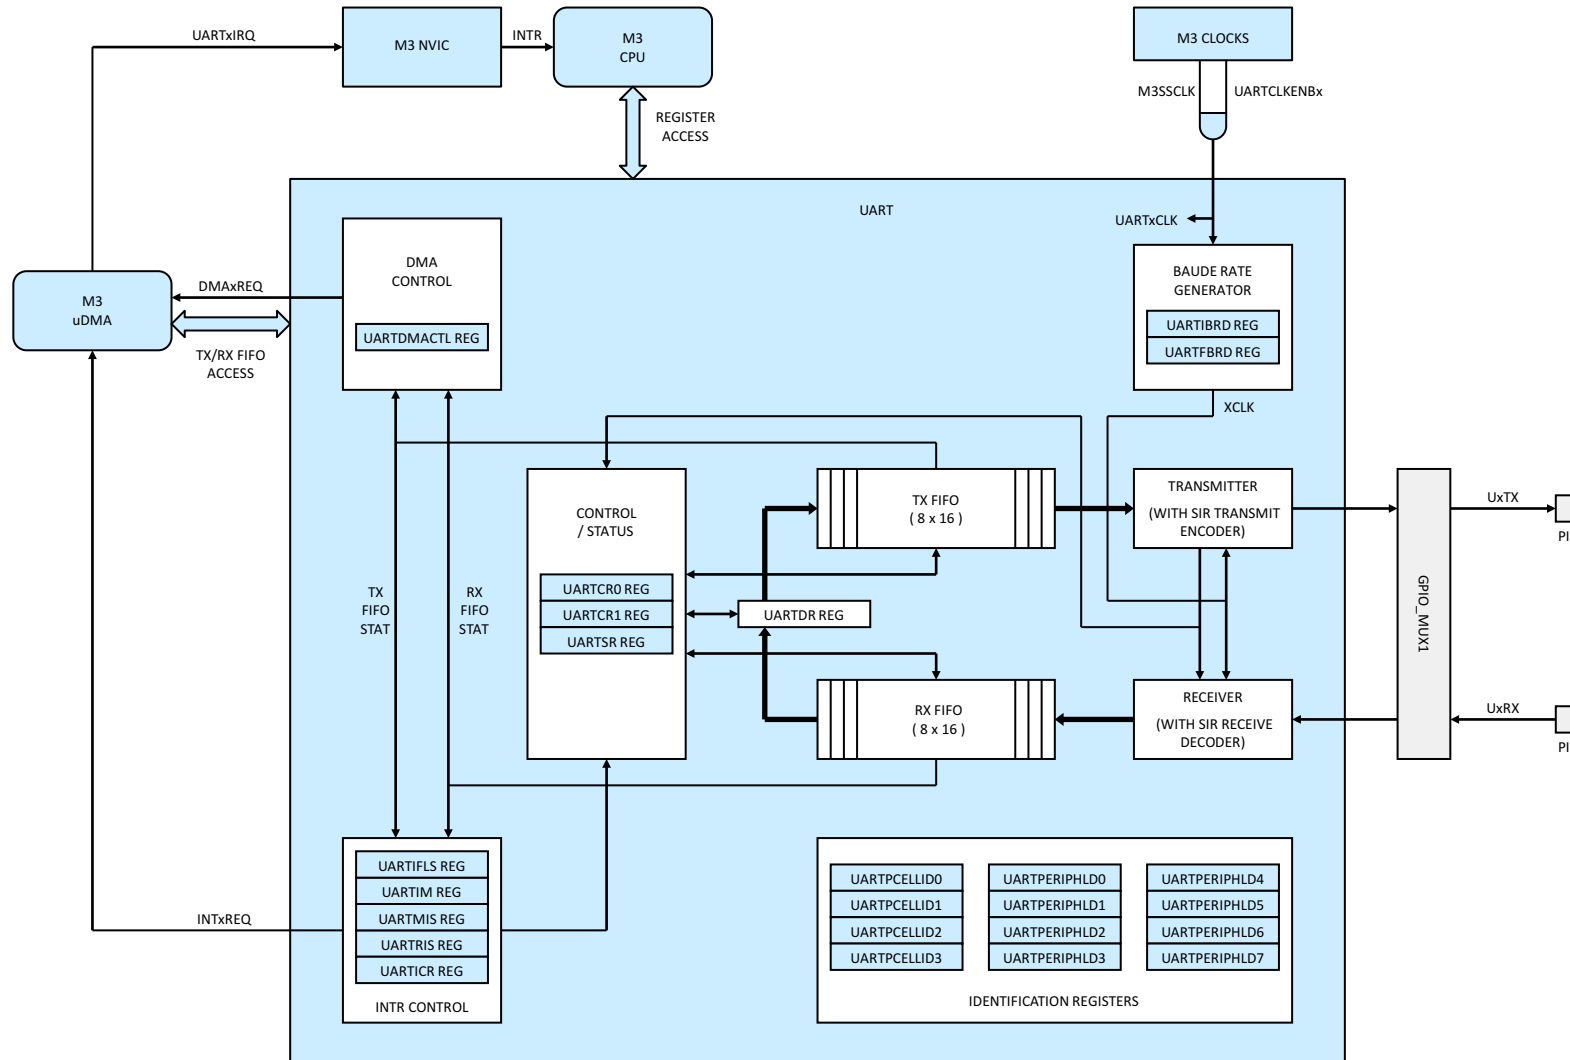 UARTxIRQ
M3 NVIC
INTR
M3
CPU
M3 CLOCKS
M3SSCLK
UARTCLKENBx
REGISTER
ACCESS
UART
UARTxCLK
DMA
CONTROL
UARTDMACTL REG
BAUDE RATE
GENERATOR
UARTIBRD REG
UARTFBRD REG
M3
uDMA
DMAxREQ
TX/RX FIFO
ACCESS
XCLK
CONTROL
/ STATUS
UARTCR0 REG
UARTCR1 REG
UARTSR REG
TX FIFO
( 8 x 16 )
TRANSMITTER
(WITH SIR TRANSMIT
ENCODER)
UxTX
PI
GPIO_MUX1
TX
FIFO
STAT
RX
FIFO
STAT
UARTDR REG
RX FIFO
( 8 x 16 )
RECEIVER
(WITH SIR RECEIVE
DECODER)
UxRX
PI
INTxREQ
UARTIFLS REG
UARTIM REG
UARTMIS REG
UARTRIS REG
UARTICR REG
INTR CONTROL
UARTPCELLID0
UARTPCELLID1
UARTPCELLID2
UARTPCELLID3
UARTPERIPHLD0
UARTPERIPHLD1
UARTPERIPHLD2
UARTPERIPHLD3
UARTPERIPHLD4
UARTPERIPHLD5
UARTPERIPHLD6
UARTPERIPHLD7
IDENTIFICATION REGISTERS